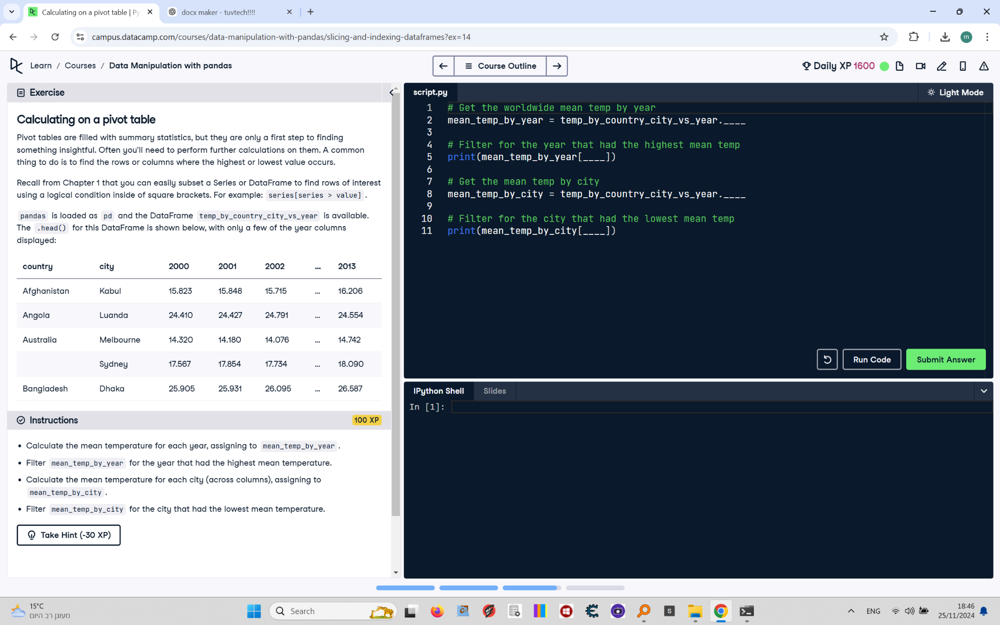 Calculating on a pivot table | Py
docx maker - tuvtech!!!!
campus.datacamp.com/courses/data-manipulation-with-pandas/slicing-and-indexing-dataframes?ex=14
m
Learn / Courses / Data Manipulation with pandas
Course Outline
Daily XP 1600
Exercise
Calculating on a pivot table
Pivot tables are filled with summary statistics, but they are only a first step to finding
something insightful. Often you'll need to perform further calculations on them. A common
thing to do is to find the rows or columns where the highest or lowest value occurs.
Recall from Chapter 1 that you can easily subset a Series or DataFrame to find rows of interest
using a logical condition inside of square brackets. For example: series[series > value].
pandas is loaded as pd and the DataFrame temp_by_country_city_vs_year is available.
The .head() for this DataFrame is shown below, with only a few of the year columns
displayed:
country city 2000 2001 2002 ... 2013
Afghanistan Kabul 15.823 15.848 15.715 ... 16.206
Angola Luanda 24.410 24.427 24.791 ... 24.554
Australia Melbourne 14.320 14.180 14.076 ... 14.742
Sydney 17.567 17.854 17.734 ... 18.090
Bangladesh Dhaka 25.905 25.931 26.095 ... 26.587
Instructions
100 XP
Calculate the mean temperature for each year, assigning to mean_temp_by_year.
Filter mean_temp_by_year for the year that had the highest mean temperature.
Calculate the mean temperature for each city (across columns), assigning to
mean_temp_by_city.
Filter mean_temp_by_city for the city that had the lowest mean temperature.
Take Hint (-30 XP)
script.py
Light Mode
1 # Get the worldwide mean temp by year
2 mean_temp_by_year = temp_by_country_city_vs_year.____
3
4 # Filter for the year that had the highest mean temp
5 print(mean_temp_by_year[____])
6
7 # Get the mean temp by city
8 mean_temp_by_city = temp_by_country_city_vs_year.____
9
10 # Filter for the city that had the lowest mean temp
11 print(mean_temp_by_city[____])
Run Code
Submit Answer
IPython Shell
Slides
In [1]:
15°C
מעונן רב היום
Search
S
ENG
18:46
25/11/2024